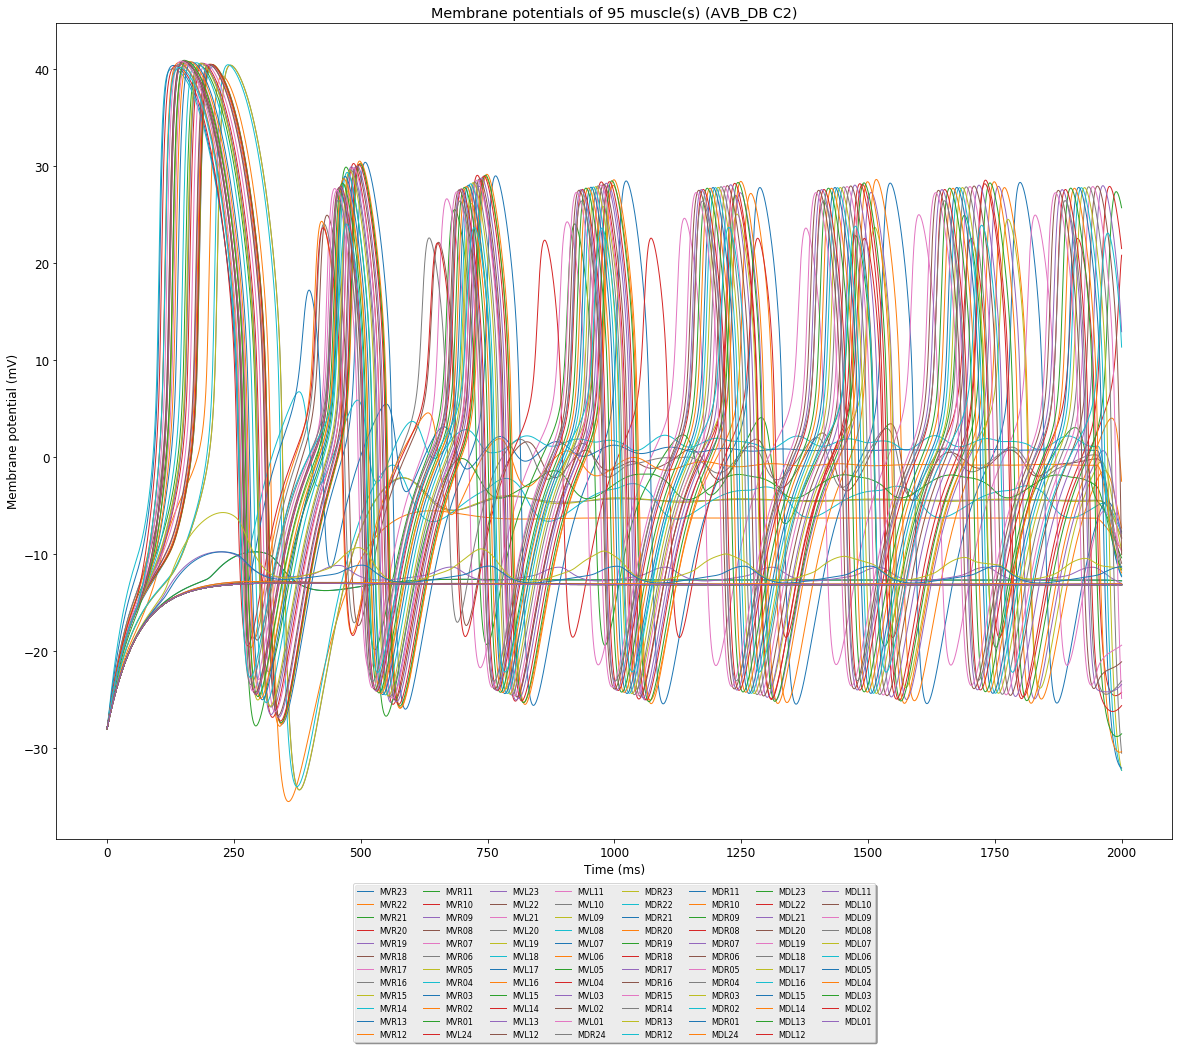 Membrane potentials of 95 muscle(s) (AVB_DB C2)
Membrane potential (mV)
40
30
20
10
0
−10
−20
−30
0 250 500 750 1000 1250 1500 1750 2000
Time (ms)
MVR23 MVR11 MVL23 MVL11 MDR23 MDR11 MDL23 MDL11
MVR22 MVR10 MVL22 MVL10 MDR22 MDR10 MDL22 MDL10
MVR21 MVR09 MVL21 MVL09 MDR21 MDR09 MDL21 MDL09
MVR20 MVR08 MVL20 MVL08 MDR20 MDR08 MDL20 MDL08
MVR19 MVR07 MVL19 MVL07 MDR19 MDR07 MDL19 MDL07
MVR18 MVR06 MVL18 MVL06 MDR18 MDR06 MDL18 MDL06
MVR17 MVR05 MVL17 MVL05 MDR17 MDR05 MDL17 MDL05
MVR16 MVR04 MVL16 MVL04 MDR16 MDR04 MDL16 MDL04
MVR15 MVR03 MVL15 MVL03 MDR15 MDR03 MDL15 MDL03
MVR14 MVR02 MVL14 MVL02 MDR13 MDR02 MDL14 MDL02
MVR13 MVR01 MVL13 MVL01 MDR12 MDR01 MDL13 MDL01
MVR12 MVL24 MVL12 MDR24 MDR12 MDL24 MDL12